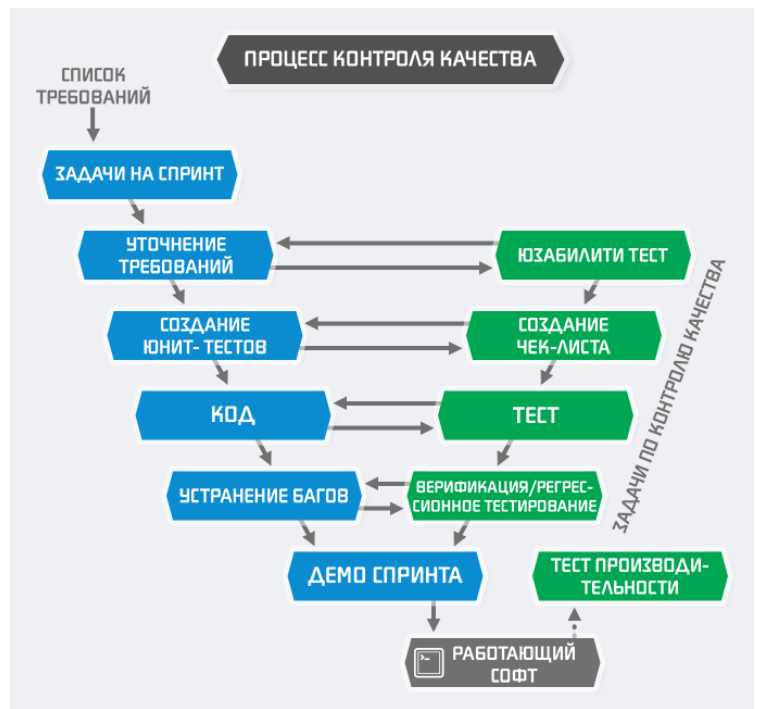 ПРОЦЕСС КОНТРОЛЯ КАЧЕСТВА
СПИСОК
ТРЕБОВАНИЙ
ЗАДАЧИ НА СПРИНТ
УТОЧНЕНИЕ
ТРЕБОВАНИЙ
ЮЗАБИЛИТИ ТЕСТ
СОЗДАНИЕ
ЮНИТ- ТЕСТОВ
СОЗДАНИЕ
ЧЕК-ЛИСТА
КОД
ТЕСТ
УСТРАНЕНИЕ БАГОВ
ВЕРИФИКАЦИЯ/РЕГРЕС-
СИОННОЕ ТЕСТИРОВАНИЕ
ЗАДАЧИ ПО КОНТРОЛЮ КАЧЕСТВА
ДЕМО СПРИНТА
ТЕСТ ПРОИЗВОДИ-
ТЕЛЬНОСТИ
РАБОТАЮЩИЙ
СОФТ